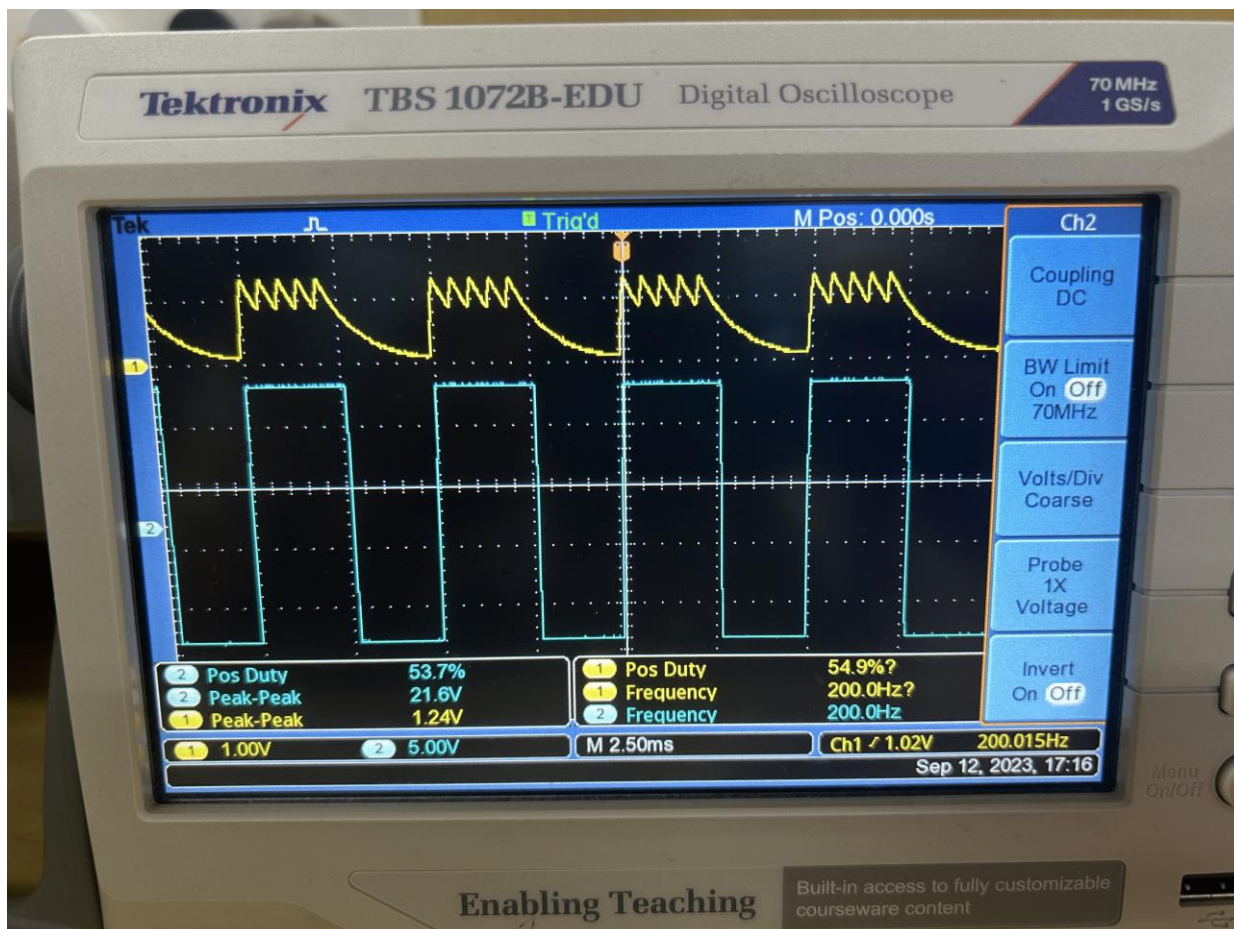 Tektronix TBS 1072B-EDU Digital Oscilloscope 70 MHz
1 GS/s
Tek T Trig'd M Pos: 0.000s
Ch2
Coupling
DC
BW Limit
On Off
70MHz
Volts/Div
Coarse
Probe
1X
Voltage
Invert
On Off
1
2
2 Pos Duty 53.7%
2 Peak-Peak 21.6V
1 Peak-Peak 1.24V
1 Pos Duty 54.9%?
1 Frequency 200.0Hz?
2 Frequency 200.0Hz
1 1.00V 2 5.00V M 2.50ms Ch1 / 1.02V 200.015Hz
Sep 12, 2023, 17:16
Menu
On/Off
Enabling Teaching
Built-in access to fully customizable
courseware content